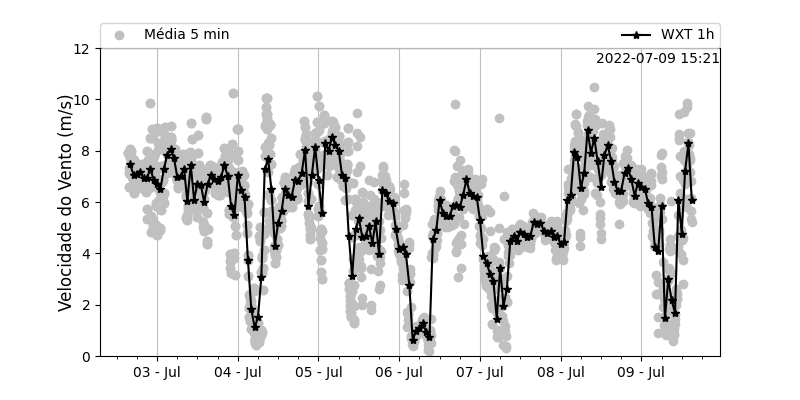 Média 5 min
WXT 1h
2022-07-09 15:21
Velocidade do Vento (m/s)
12
10
8
6
4
2
0
03 - Jul
04 - Jul
05 - Jul
06 - Jul
07 - Jul
08 - Jul
09 - Jul